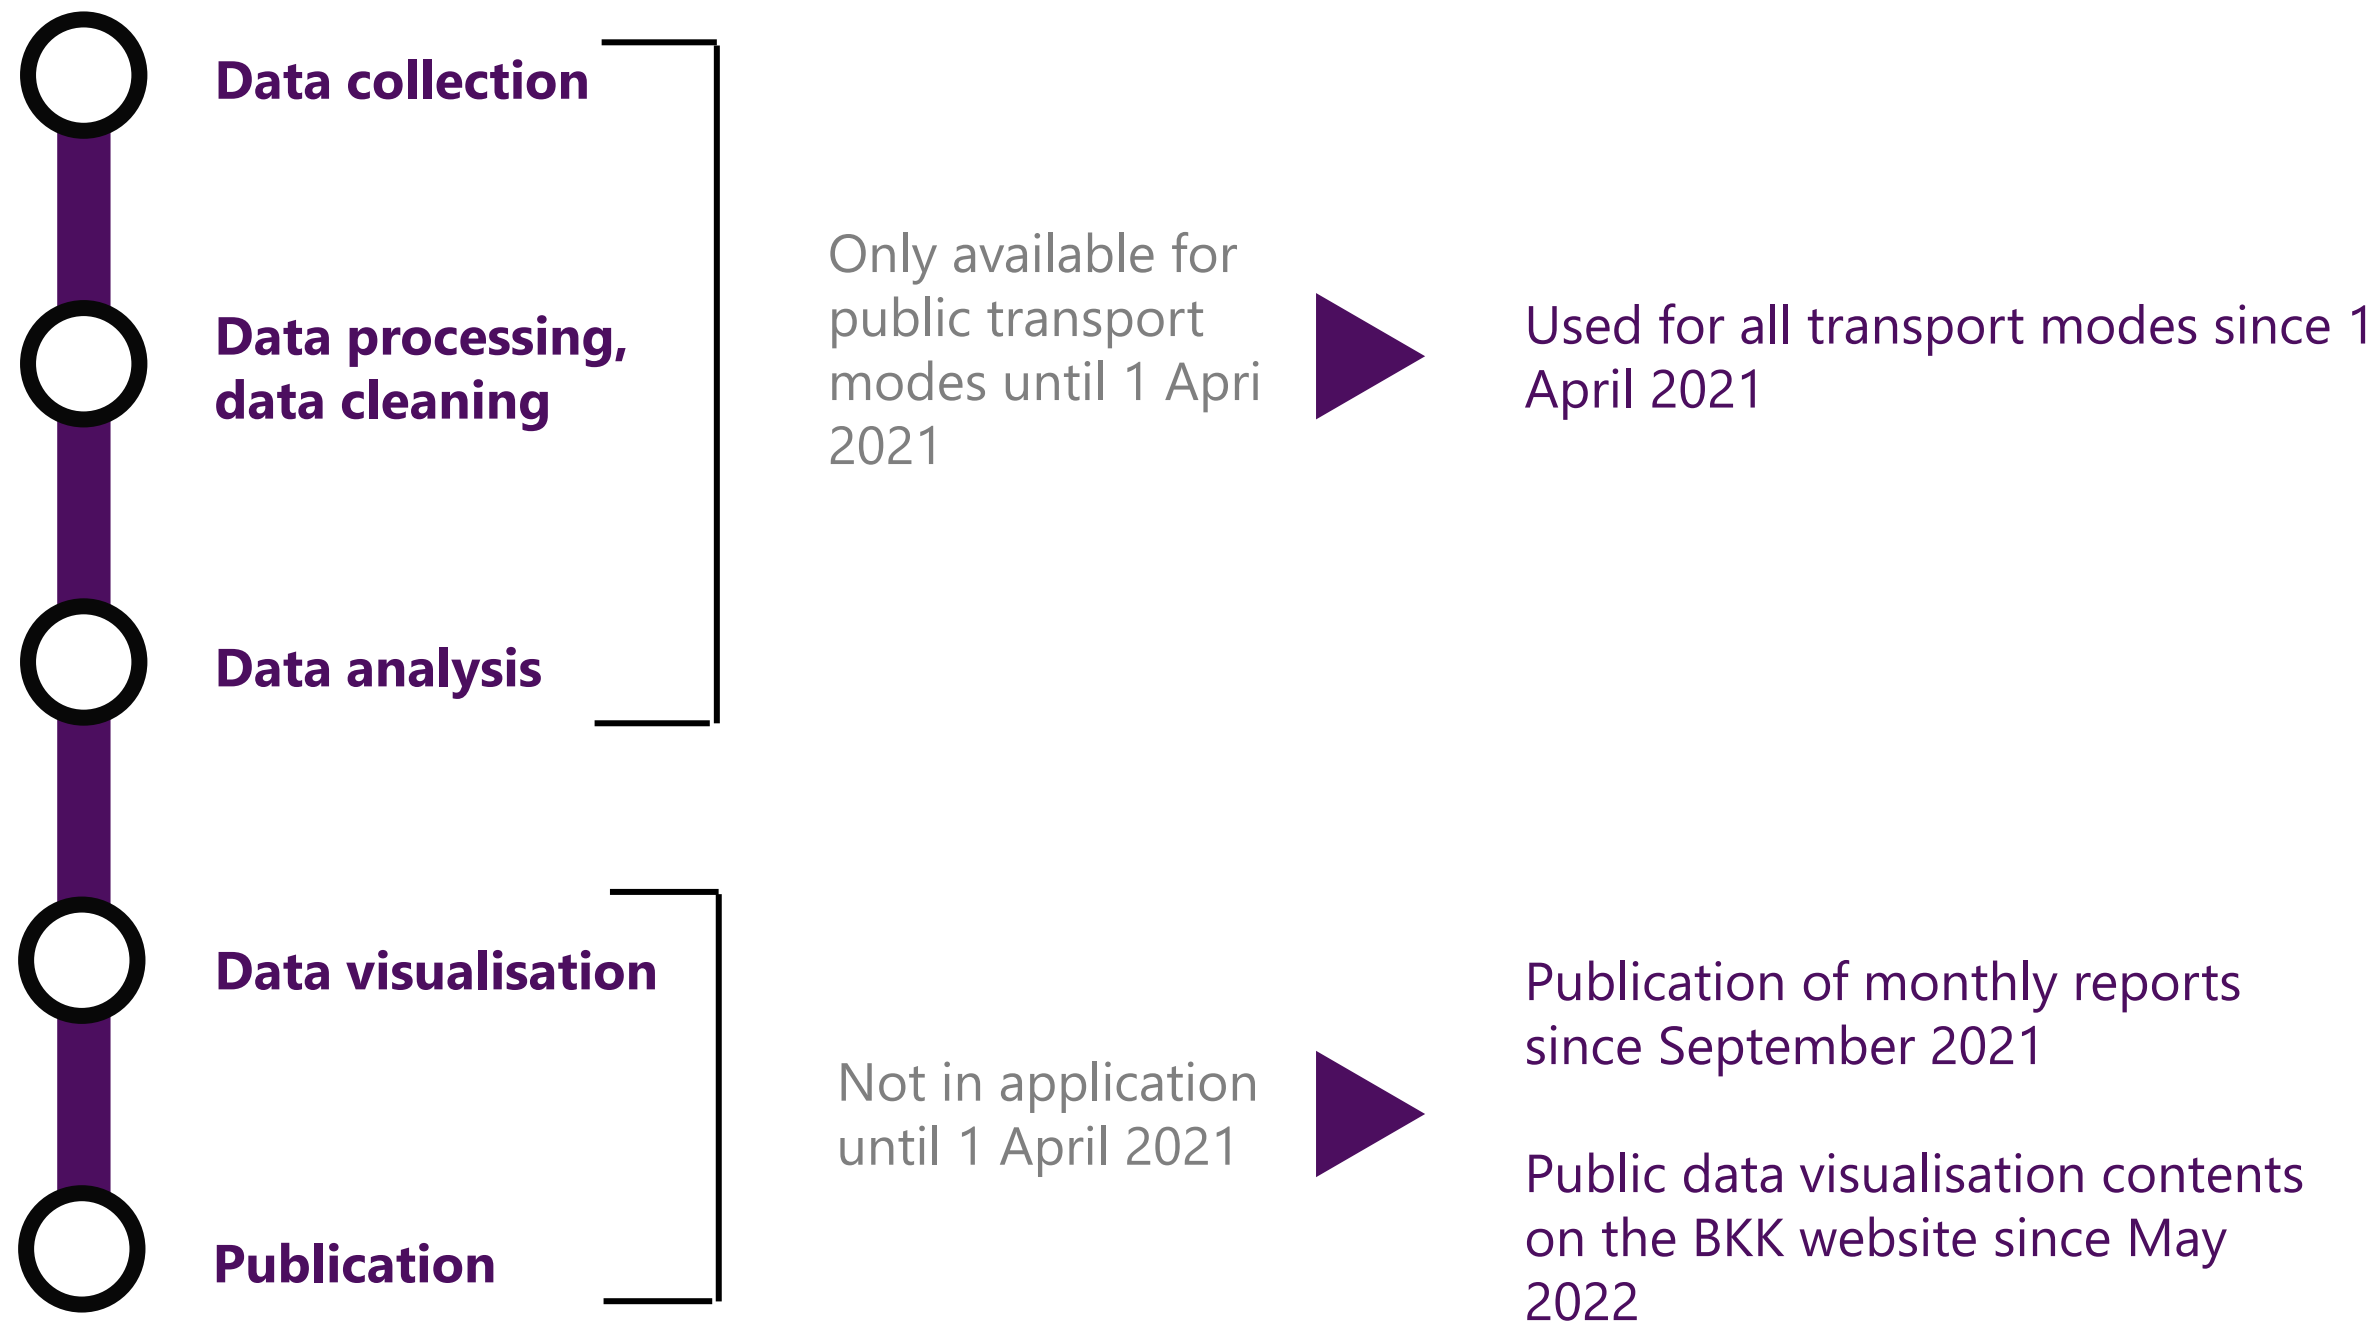 Data collection
Data processing,
data cleaning
Data analysis
Only available for
public transport
modes until 1 Apri
2021
Used for all transport modes since 1
April 2021
Data visualisation
Publication
Not in application
until 1 April 2021
Publication of monthly reports
since September 2021
Public data visualisation contents
on the BKK website since May
2022